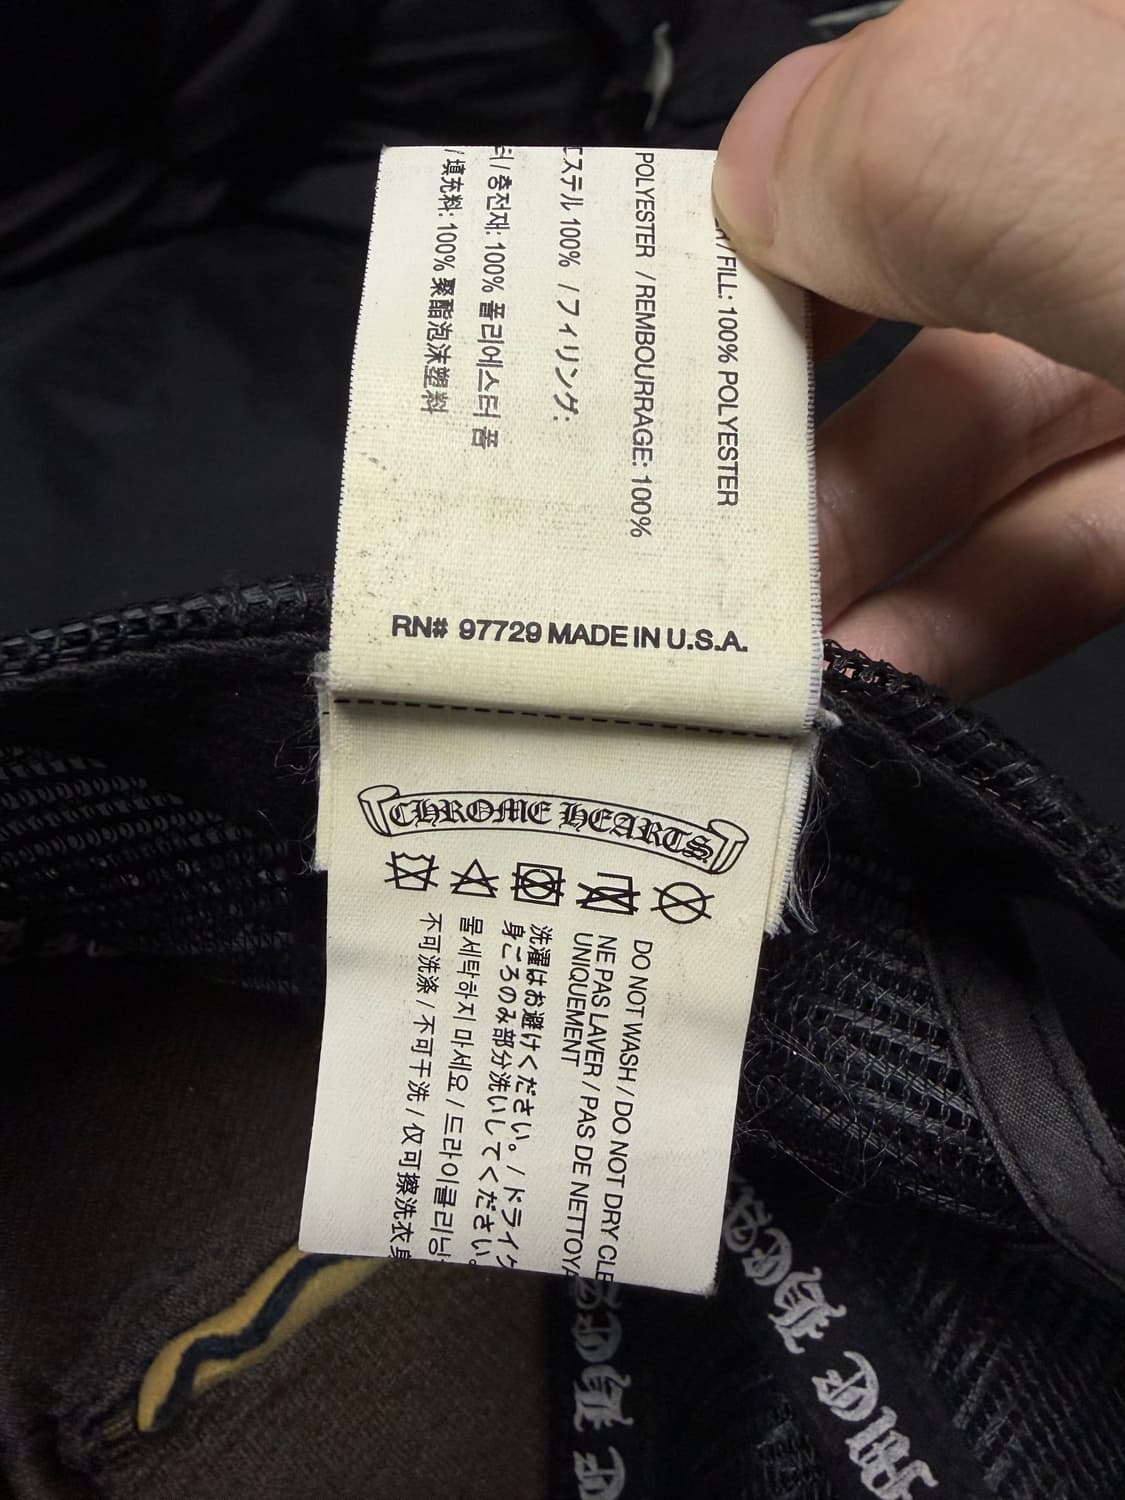 / FILL: 100% POLYESTER
POLYESTER / REMBOURRAGE: 100%
エステル 100% / フィリング:
터 / 충전재: 100% 폴리에스터 폼
/ 填充料: 100% 聚酯泡沫塑料
RN# 97729 MADE IN U.S.A.
CHROME HEARTS
DO NOT WASH / DO NOT DRY CLE
NE PAS LAVER / PAS DE NETTOYA
UNIQUEMENT
洗濯はお避けください。/ ドライク
身ごろのみ部分洗いしてください。
물세탁하지 마세요 / 드라이클리닝
不可洗涤 / 不可干洗 / 仅可擦洗衣身